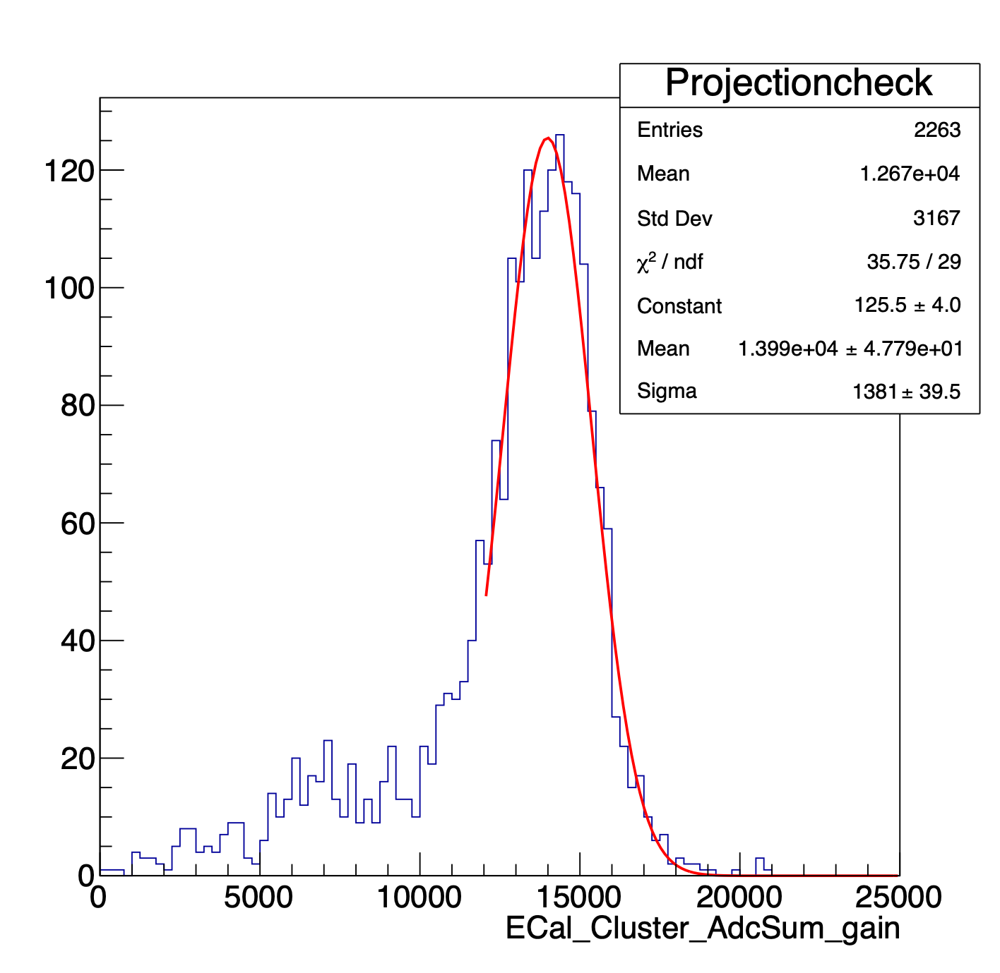 Projectioncheck
Entries 2263
Mean 1.267e+04
Std Dev 3167
χ² / ndf 35.75 / 29
Constant 125.5 ± 4.0
Mean 1.399e+04 ± 4.779e+01
Sigma 1381 ± 39.5
120
100
80
60
40
20
0
0 5000 10000 15000 20000 25000
ECal_Cluster_AdcSum_gain